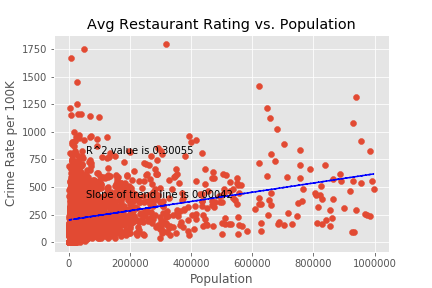 Avg Restaurant Rating vs. Population
Crime Rate per 100K
1750
1500
1250
1000
750
500
250
0
R^2 value is 0.30055
Slope of trend line is 0.00042
0
200000
400000
600000
800000
1000000
Population